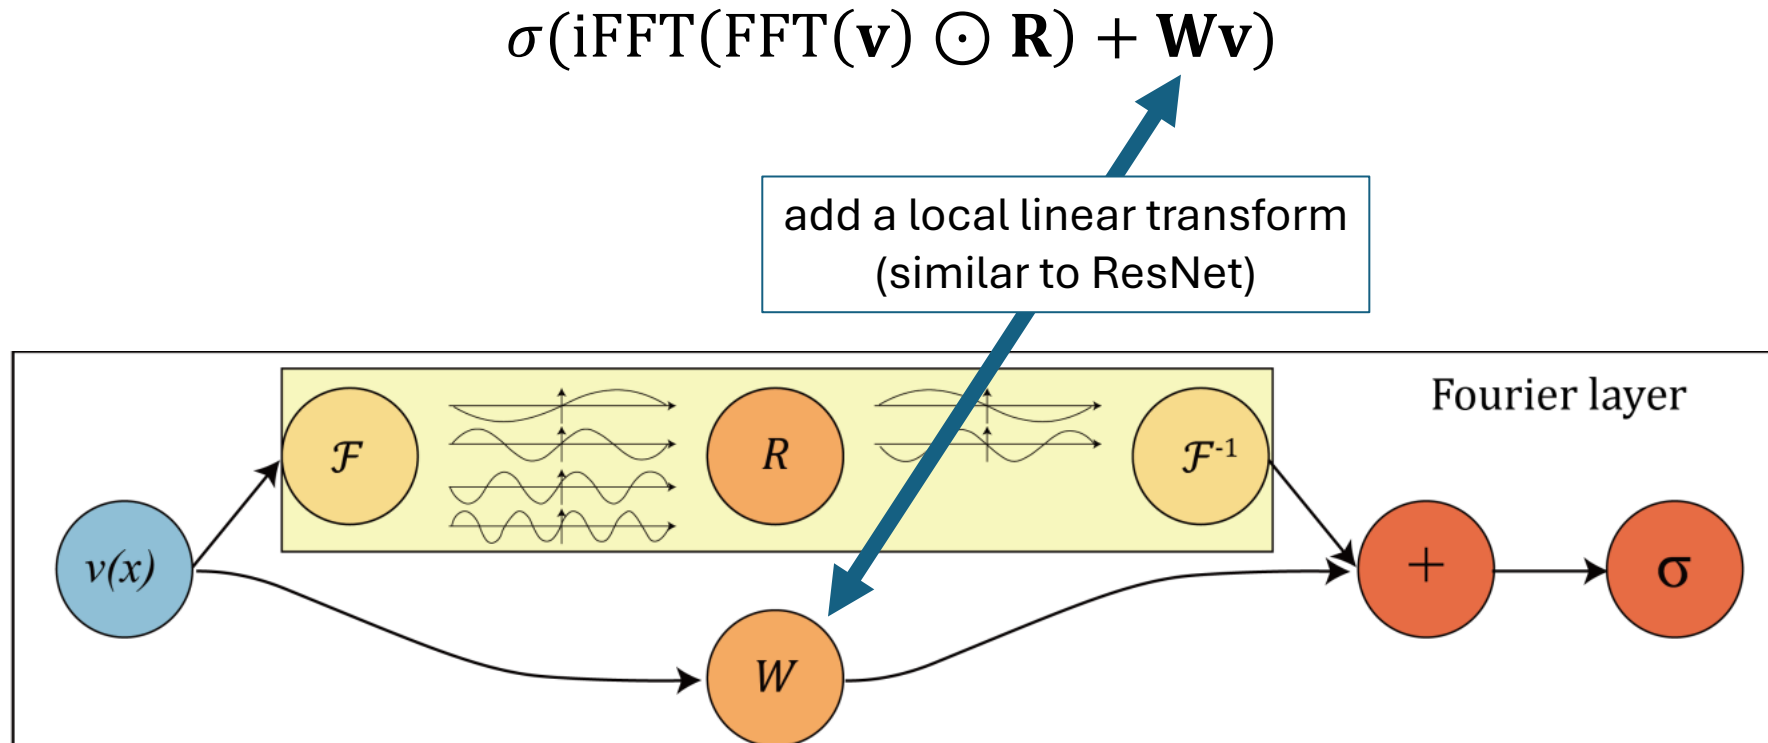 σ(iFFT(FFT(𝐯) ⊙ 𝐑) + 𝐖𝐯)
add a local linear transform
(similar to ResNet)
Fourier layer
ℱ
R
ℱ⁻¹
v(x)
+
σ
W